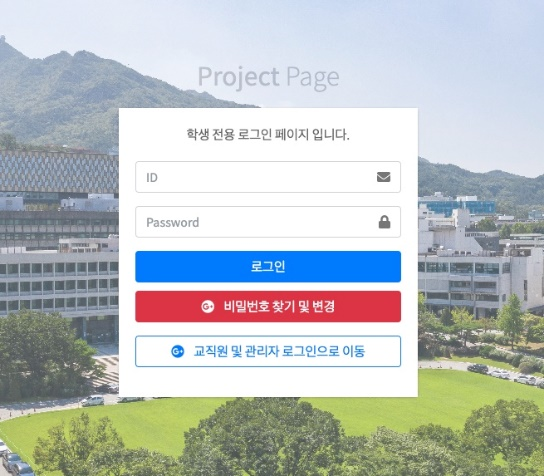 Project Page
학생 전용 로그인 페이지 입니다.
ID
Password
로그인
G+ 비밀번호 찾기 및 변경
G+ 교직원 및 관리자 로그인으로 이동